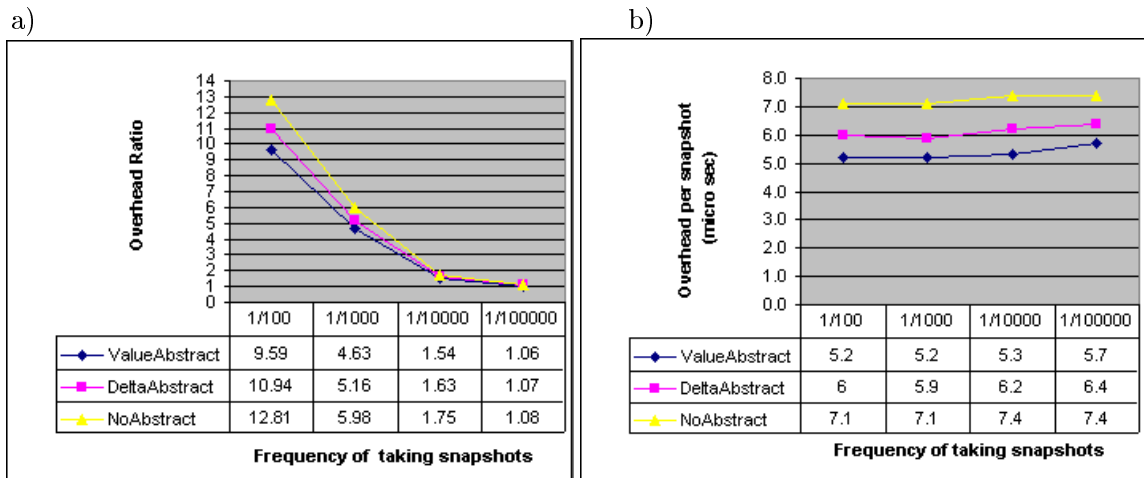 a)
Overhead Ratio
14
13
12
11
10
9
8
7
6
5
4
3
2
1
0
1/100 1/1000 1/10000 1/100000
ValueAbstract 9.59 4.63 1.54 1.06
DeltaAbstract 10.94 5.16 1.63 1.07
NoAbstract 12.81 5.98 1.75 1.08
Frequency of taking snapshots
b)
Overhead per snapshot
(micro sec)
8.0
7.0
6.0
5.0
4.0
3.0
2.0
1.0
0.0
1/100 1/1000 1/10000 1/100000
ValueAbstract 5.2 5.2 5.3 5.7
DeltaAbstract 6 5.9 6.2 6.4
NoAbstract 7.1 7.1 7.4 7.4
Frequency of taking snapshots